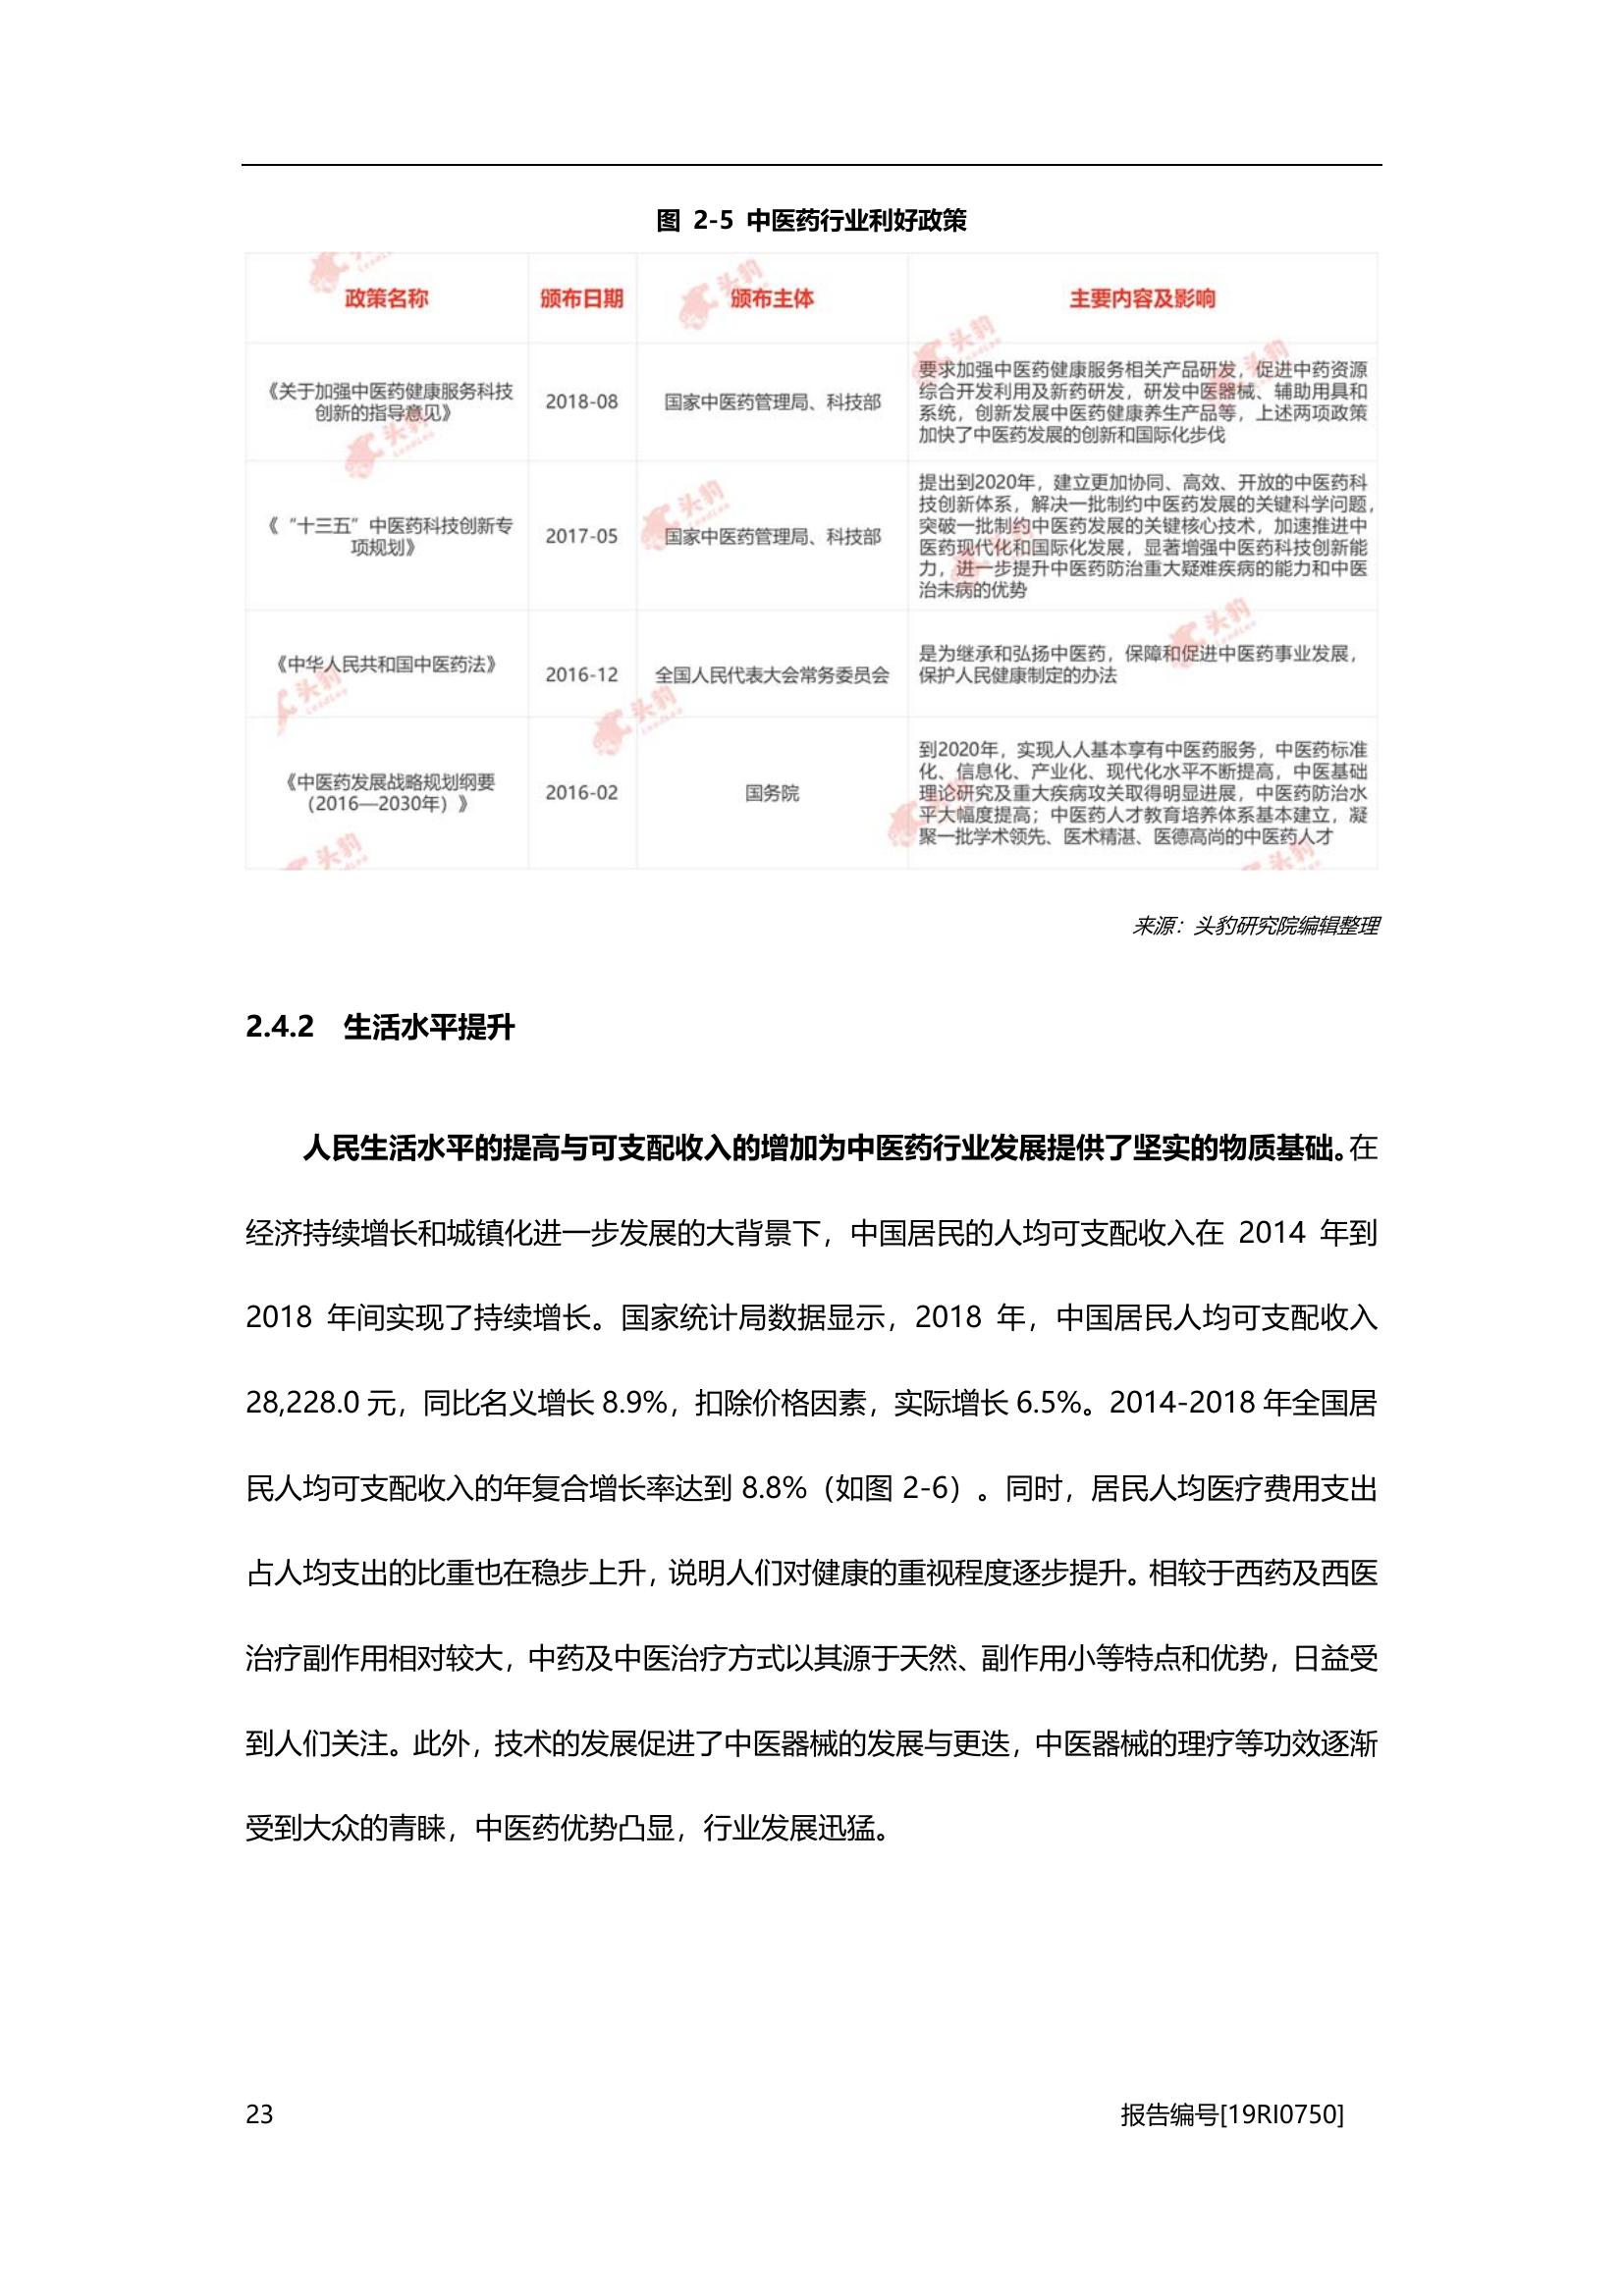 图 2-5 中医药行业利好政策
政策名称 颁布日期 颁布主体 主要内容及影响
《关于加强中医药健康服务科技
创新的指导意见》
2018-08
国家中医药管理局、科技部
要求加强中医药健康服务相关产品研发，促进中药资源
综合开发利用及新药研发，研发中医器械、辅助用具和
系统，创新发展中医药健康养生产品等，上述两项政策
加快了中医药发展的创新和国际化步伐
《“十三五”中医药科技创新专
项规划》
2017-05
国家中医药管理局、科技部
提出到2020年，建立更加协同、高效、开放的中医药科
技创新体系，解决一批制约中医药发展的关键科学问题，
突破一批制约中医药发展的关键核心技术，加速推进中
医药现代化和国际化发展，显著增强中医药科技创新能
力，进一步提升中医药防治重大疑难疾病的能力和中医
治未病的优势
《中华人民共和国中医药法》
2016-12
全国人民代表大会常务委员会
是为继承和弘扬中医药，保障和促进中医药事业发展，
保护人民健康制定的办法
《中医药发展战略规划纲要
（2016—2030年）》
2016-02
国务院
到2020年，实现人人基本享有中医药服务，中医药标准
化、信息化、产业化、现代化水平不断提高，中医基础
理论研究及重大疾病攻关取得明显进展，中医药防治水
平大幅度提高；中医药人才教育培养体系基本建立，凝
聚一批学术领先、医术精湛、医德高尚的中医药人才
来源：头豹研究院编辑整理
2.4.2 生活水平提升
人民生活水平的提高与可支配收入的增加为中医药行业发展提供了坚实的物质基础。在
经济持续增长和城镇化进一步发展的大背景下，中国居民的人均可支配收入在 2014 年到
2018 年间实现了持续增长。国家统计局数据显示，2018 年，中国居民人均可支配收入
28,228.0 元，同比名义增长 8.9%，扣除价格因素，实际增长 6.5%。2014-2018 年全国居
民人均可支配收入的年复合增长率达到 8.8%（如图 2-6）。同时，居民人均医疗费用支出
占人均支出的比重也在稳步上升，说明人们对健康的重视程度逐步提升。相较于西药及西医
治疗副作用相对较大，中药及中医治疗方式以其源于天然、副作用小等特点和优势，日益受
到人们关注。此外，技术的发展促进了中医器械的发展与更迭，中医器械的理疗等功效逐渐
受到大众的青睐，中医药优势凸显，行业发展迅猛。
23 报告编号[19RI0750]